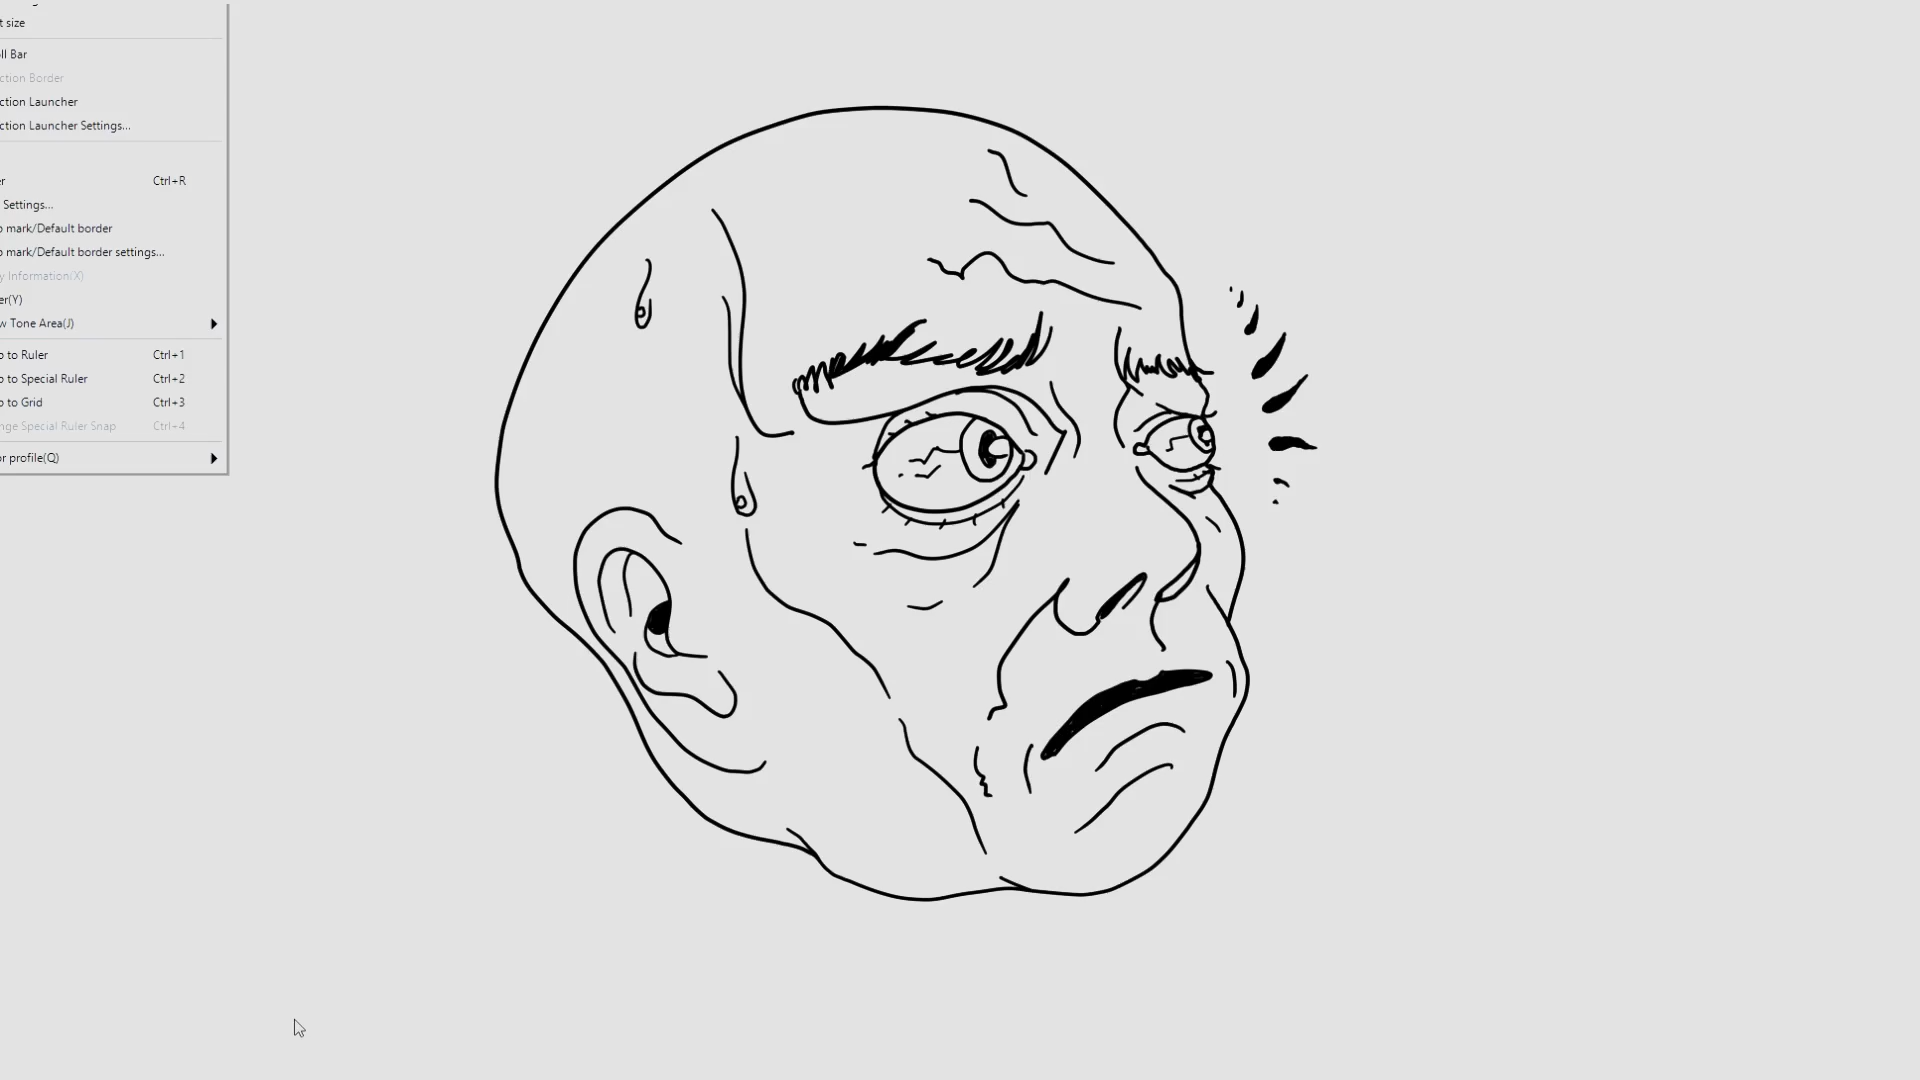 t size
ll Bar
ction Border
ction Launcher
ction Launcher Settings...
er Ctrl+R
Settings...
o mark/Default border
o mark/Default border settings...
y Information(X)
er(Y)
w Tone Area(J)
o to Ruler Ctrl+1
o to Special Ruler Ctrl+2
o to Grid Ctrl+3
nge Special Ruler Snap Ctrl+4
or profile(Q)